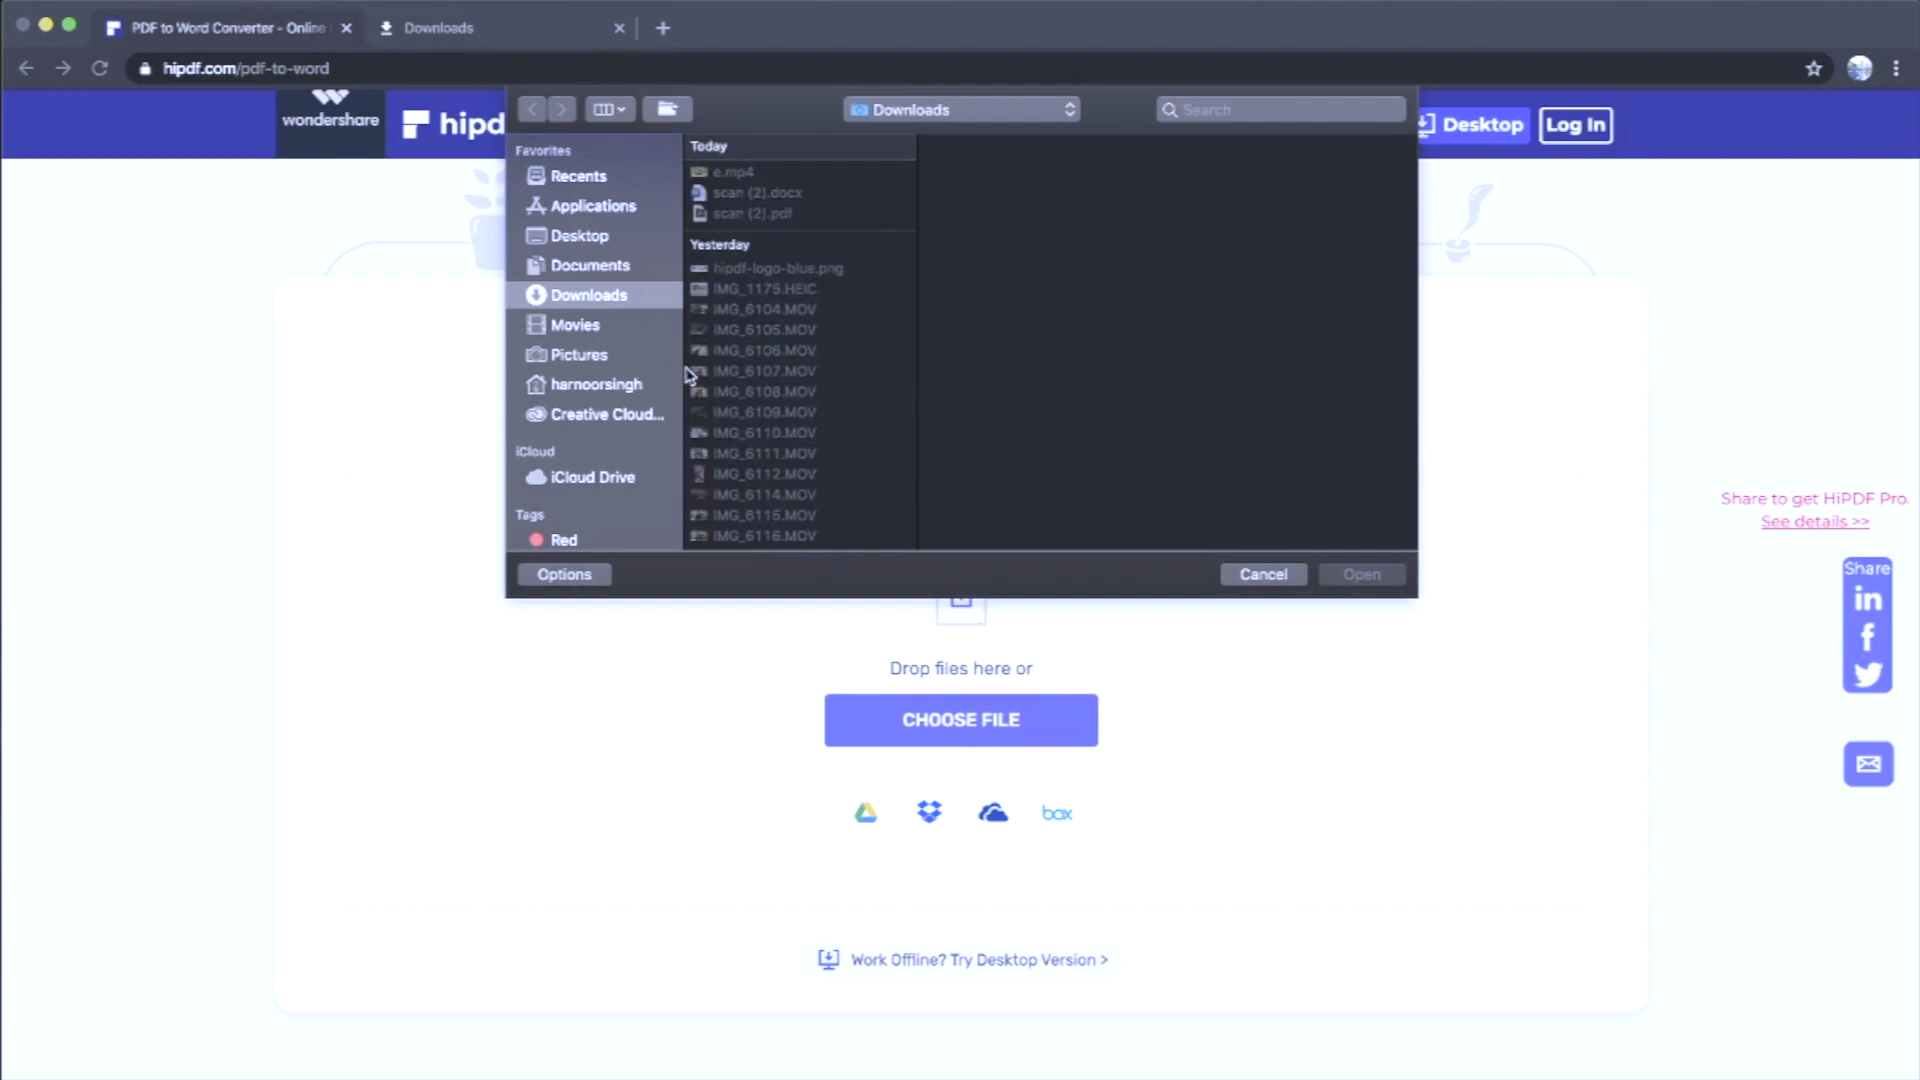 PDF to Word Converter - Online
Downloads
hipdf.com/pdf-to-word
wondershare
hipd
Desktop
Log In
Downloads
Search
Favorites
Recents
Applications
Desktop
Documents
Downloads
Movies
Pictures
harnoorsingh
Creative Cloud...
iCloud
iCloud Drive
Tags
Red
Today
e.mp4
scan (2).docx
scan (2).pdf
Yesterday
hipdf-logo-blue.png
IMG_1175.HEIC
IMG_6104.MOV
IMG_6105.MOV
IMG_6106.MOV
IMG_6107.MOV
IMG_6108.MOV
IMG_6109.MOV
IMG_6110.MOV
IMG_6111.MOV
IMG_6112.MOV
IMG_6114.MOV
IMG_6115.MOV
IMG_6116.MOV
Options
Cancel
Open
Drop files here or
CHOOSE FILE
box
Work Offline? Try Desktop Version >
Share to get HiPDF Pro.
See details >>
Share
in
f